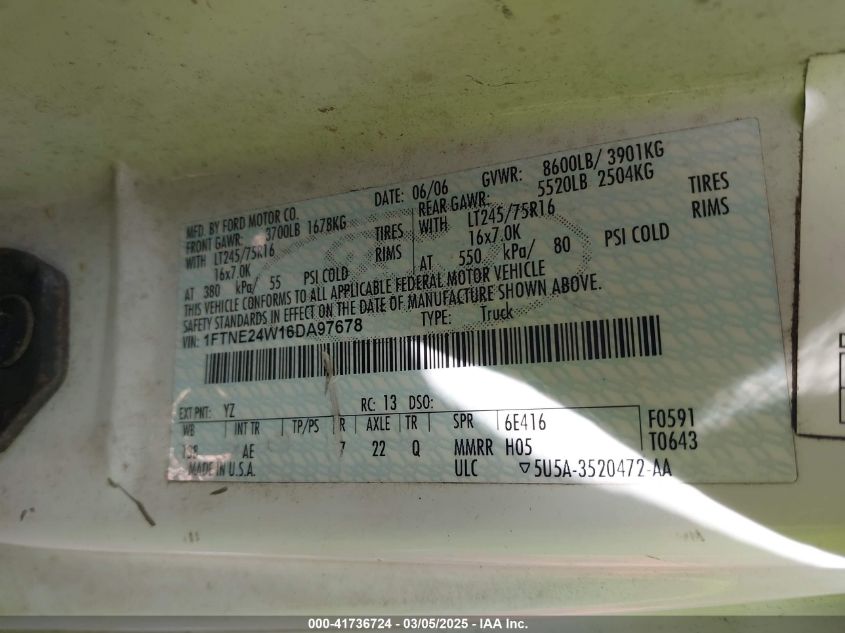 MFD. BY FORD MOTOR CO.
DATE: 06/06 GVWR: 8600LB/ 3901KG
FRONT GAWR: 3700LB 1678KG
REAR GAWR: 5520LB 2504KG
WITH LT245/75R16 TIRES
WITH LT245/75R16 TIRES
16x7.0K RIMS
16x7.0K RIMS
AT 380 kPa/ 55 PSI COLD
AT 550 kPa/ 80 PSI COLD
THIS VEHICLE CONFORMS TO ALL APPLICABLE FEDERAL MOTOR VEHICLE
SAFETY STANDARDS IN EFFECT ON THE DATE OF MANUFACTURE SHOWN ABOVE.
VIN: 1FTNE24W16DA97678 TYPE: Truck
EXT PNT: YZ RC: 13 DSO:
WB INT TR TP/PS R AXLE TR SPR 6E416 F0591
138 AE 7 22 Q MMRR H05 T0643
MADE IN U.S.A. ULC ▽5U5A-3520472-AA
000-41736724 - 03/05/2025 - IAA Inc.